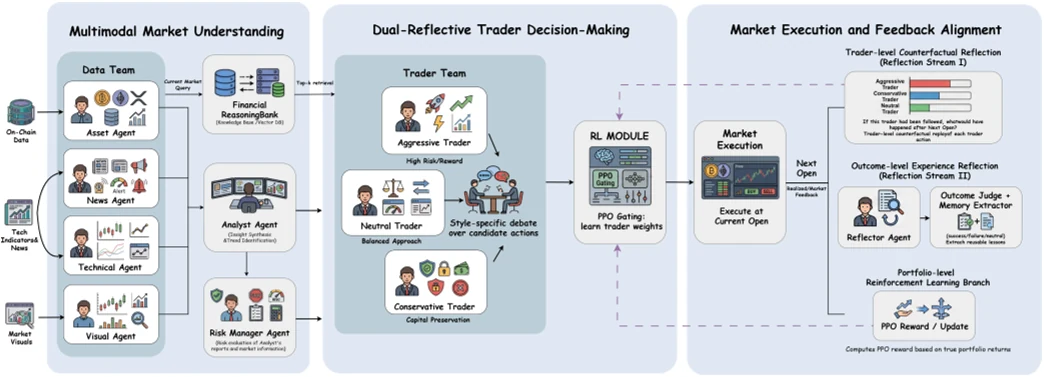 Multimodal Market Understanding
Dual-Reflective Trader Decision-Making
Market Execution and Feedback Alignment
Data Team
On-Chain
Data
Tech
Indicators&
News
Market
Visuals
Asset Agent
Alert
News Agent
Technical Agent
Visual Agent
Current Market
Query
Financial
ReasoningBank
(Knowledge Base /Vector DB)
Top-k retrieval
Analyst Agent
(Insight Synthesis
&Trend Identification)
Risk Manager Agent
(Risk evaluation of Analyst's
reports and market information)
Trader Team
Aggressive Trader
High Risk/Reward
Neutral Trader
Balanced Approach
Conservative Trader
Capital Preservation
Style-specific debate
over candidate actions
RL MODULE
PPO
Gating
PPO Gating:
learn trader weights
Market
Execution
Execute at
Current Open
Next
Open
Realized/Market
Feedback
Trader-level Counterfactual Reflection
(Reflection Stream I)
Aggressive
Trader
Conservative
Trader
Neutral
Trader
If this trader had been followed, whatwould have
happened after Next Open?
Trader-level counterfactual replayof each trader
action
Outcome-level Experience Reflection
(Reflection Stream II)
Reflector Agent
Outcome Judge +
Memory Extractor
(success/failure/neutral)
Extract reusable lessons
Portfolio-level
Reinforcement Learning Branch
PPO Reward / Update
Computes PPO reward based on true portfolio returns